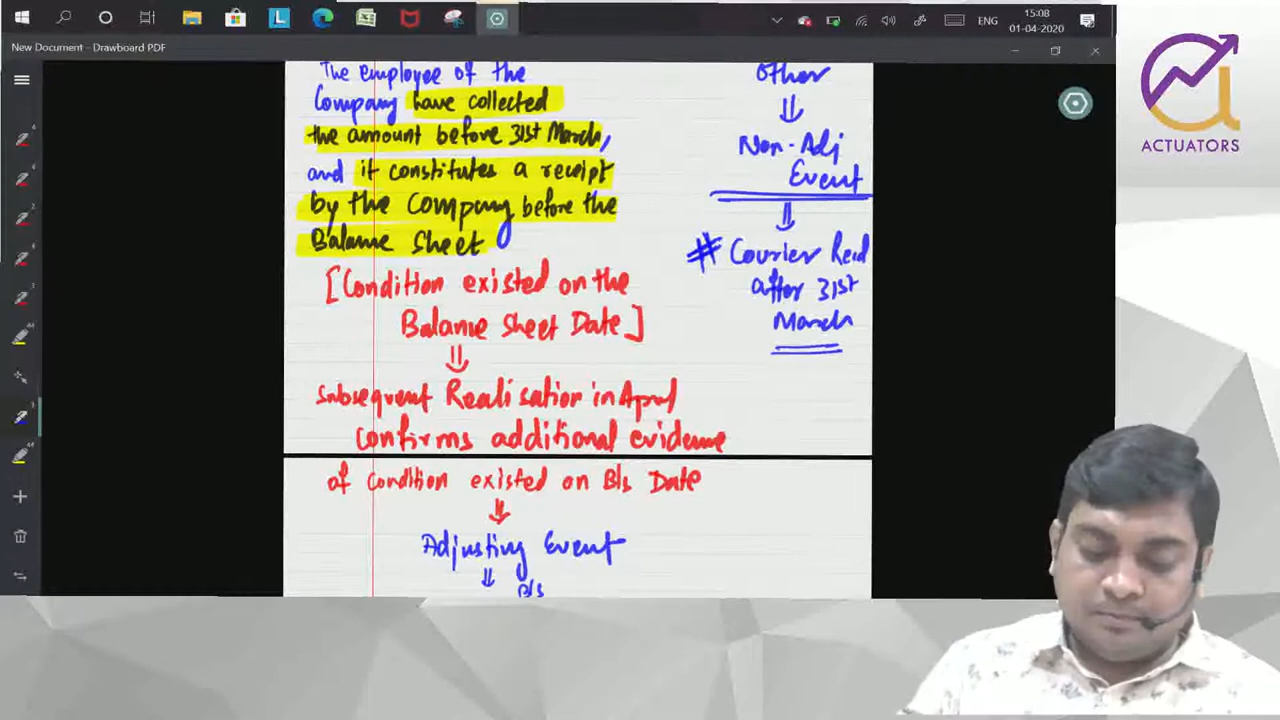 15:08
ENG
01-04-2020
New Document - Drawboard PDF
The employee of the
Company have collected
the amount before 31st March,
and it constitutes a receipt
by the Company before the
Balance Sheet
[Condition existed on the
Balance Sheet Date]
⇓
Subsequent Realisation in April
confirms additional evidence
of condition existed on B/s Date
⇓
Adjusting Event
⇓ B/s
Other
⇓
Non-Adj
Event
⇓
# Courier Recd
after 31st
March
ACTUATORS